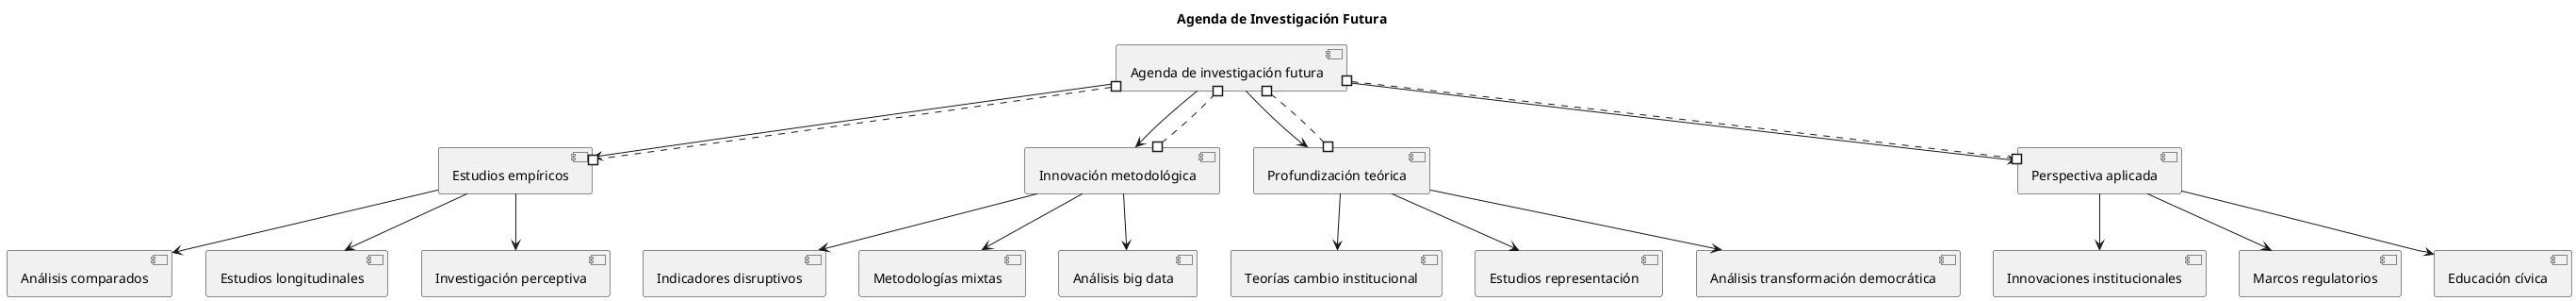 Agenda de Investigación Futura
Agenda de investigación futura
Estudios empíricos
Innovación metodológica
Profundización teórica
Perspectiva aplicada
Análisis comparados
Estudios longitudinales
Investigación perceptiva
Indicadores disruptivos
Metodologías mixtas
Análisis big data
Teorías cambio institucional
Estudios representación
Análisis transformación democrática
Innovaciones institucionales
Marcos regulatorios
Educación cívica